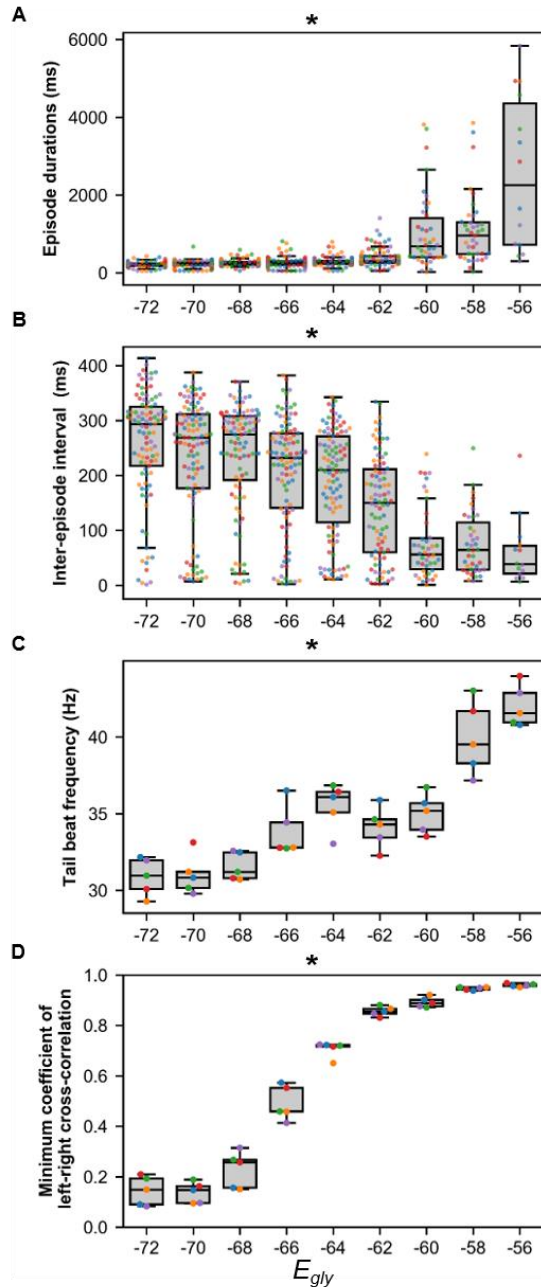 A
*
Episode durations (ms)
6000
4000
2000
0
-72 -70 -68 -66 -64 -62 -60 -58 -56
B
*
Inter-episode interval (ms)
400
300
200
100
0
-72 -70 -68 -66 -64 -62 -60 -58 -56
C
*
Tail beat frequency (Hz)
40
35
30
-72 -70 -68 -66 -64 -62 -60 -58 -56
D
*
Minimum coefficient of
left-right cross-correlation
1.0
0.8
0.6
0.4
0.2
0.0
-72 -70 -68 -66 -64 -62 -60 -58 -56
Egly